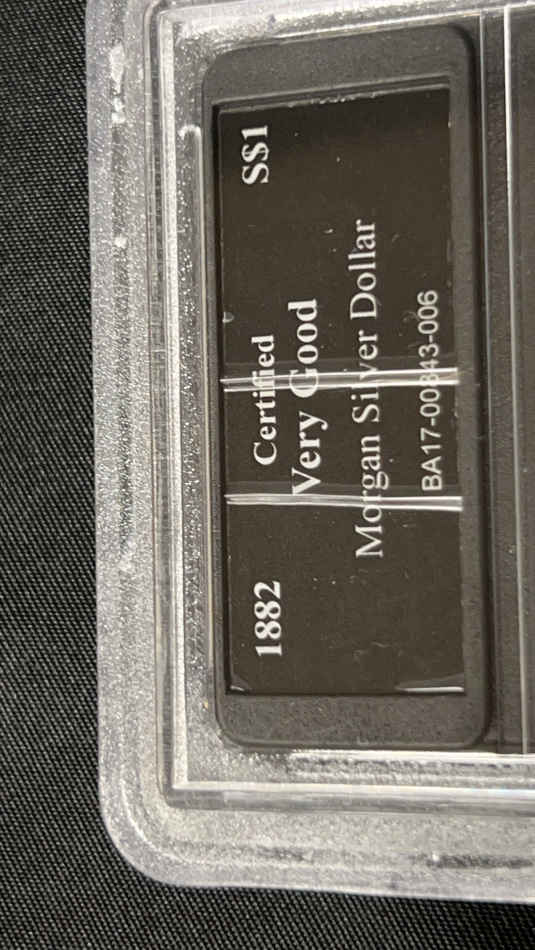 1882 Certified S$1
Very Good
Morgan Silver Dollar
BA17-00843-006